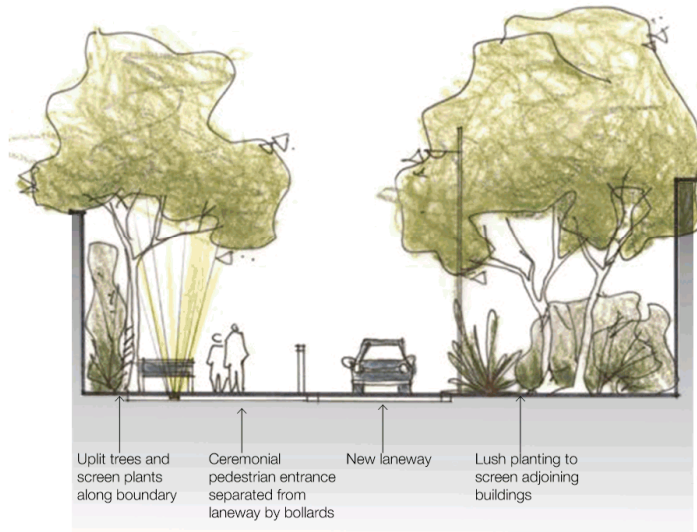 Uplit trees and
screen plants
along boundary
Ceremonial
pedestrian entrance
separated from
laneway by bollards
New laneway
Lush planting to
screen adjoining
buildings